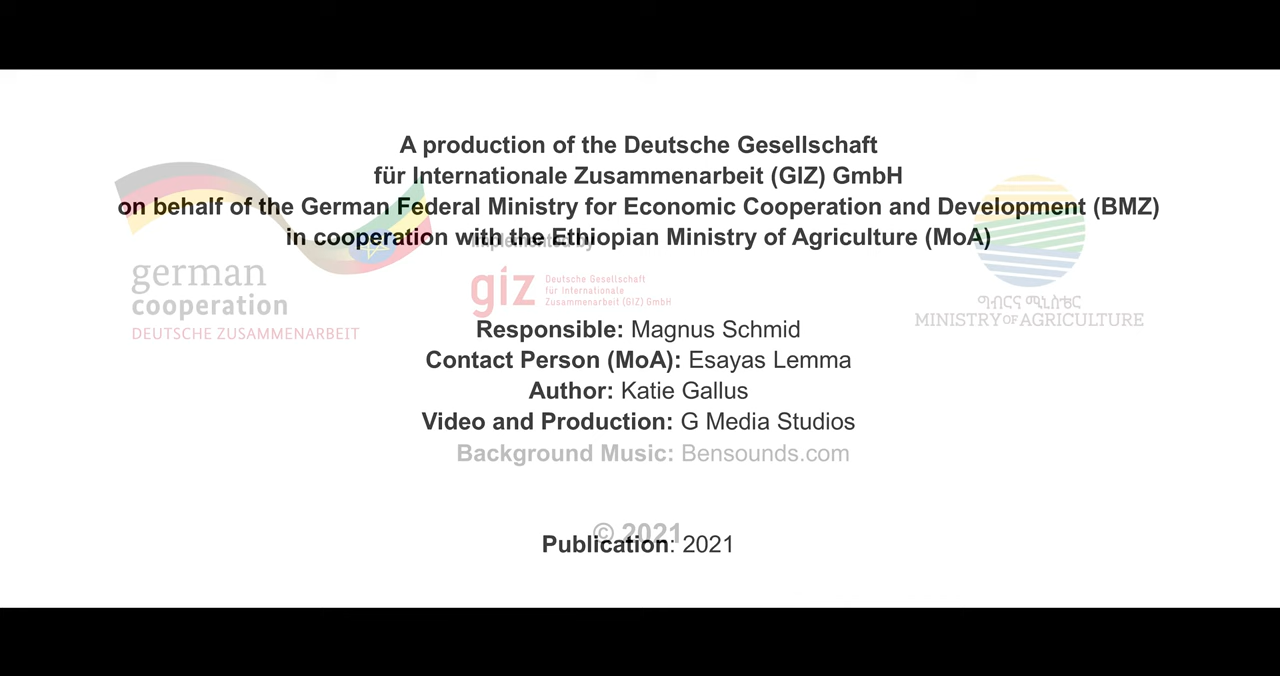 A production of the Deutsche Gesellschaft
für Internationale Zusammenarbeit (GIZ) GmbH
on behalf of the German Federal Ministry for Economic Cooperation and Development (BMZ)
in cooperation with the Ethiopian Ministry of Agriculture (MoA)
Implemented by
german
cooperation
DEUTSCHE ZUSAMMENARBEIT
giz
Deutsche Gesellschaft
für Internationale
Zusammenarbeit (GIZ) GmbH
ግብርና ሚኒስቴር
MINISTRY OF AGRICULTURE
Responsible: Magnus Schmid
Contact Person (MoA): Esayas Lemma
Author: Katie Gallus
Video and Production: G Media Studios
Background Music: Bensounds.com
© 2021
Publication: 2021